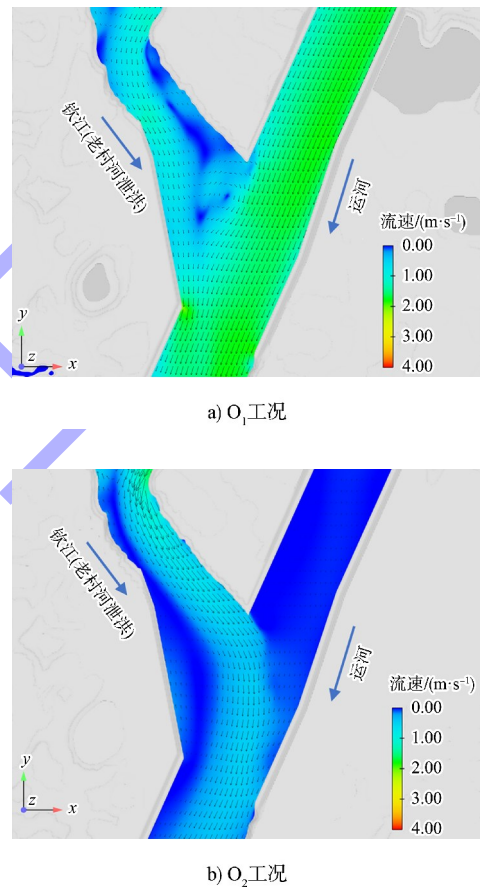 钦江(老村河泄洪)
运河
流速/(m·s⁻¹)
0.00
1.00
2.00
3.00
4.00
y
z
x
a) O₁工况
钦江(老村河泄洪)
运河
流速/(m·s⁻¹)
0.00
1.00
2.00
3.00
4.00
y
z
x
b) O₂工况